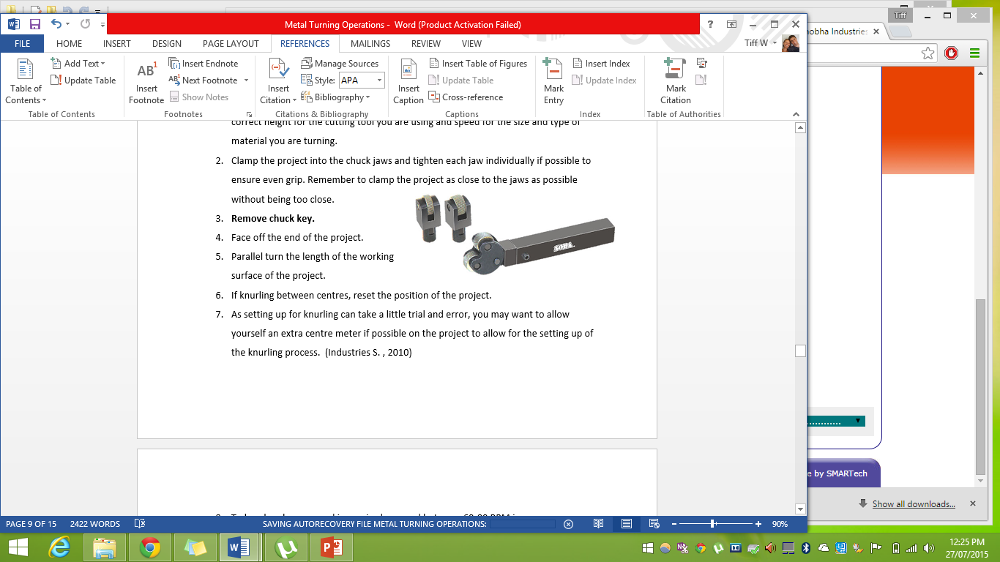 Tiff
Metal Turning Operations - Word (Product Activation Failed)
nobha Industries
FILE HOME INSERT DESIGN PAGE LAYOUT REFERENCES MAILINGS REVIEW VIEW Tiff W
Table of Contents
Add Text
Update Table
Table of Contents
AB1 Insert Footnote
Insert Endnote
Next Footnote
Show Notes
Footnotes
Insert Citation
Manage Sources
Style: APA
Bibliography
Citations & Bibliography
Insert Caption
Insert Table of Figures
Update Table
Cross-reference
Captions
Mark Entry
Insert Index
Update Index
Index
Mark Citation
Table of Authorities
correct height for the cutting tool you are using and speed for the size and type of
material you are turning.
2. Clamp the project into the chuck jaws and tighten each jaw individually if possible to
ensure even grip. Remember to clamp the project as close to the jaws as possible
without being too close.
3. Remove chuck key.
4. Face off the end of the project.
5. Parallel turn the length of the working
surface of the project.
SOBA
6. If knurling between centres, reset the position of the project.
7. As setting up for knurling can take a little trial and error, you may want to allow
yourself an extra centre meter if possible on the project to allow for the setting up of
the knurling process. (Industries S. , 2010)
e by SMARTech
Show all downloads...
PAGE 9 OF 15 2422 WORDS SAVING AUTORECOVERY FILE METAL TURNING OPERATIONS: 90%
12:25 PM
27/07/2015